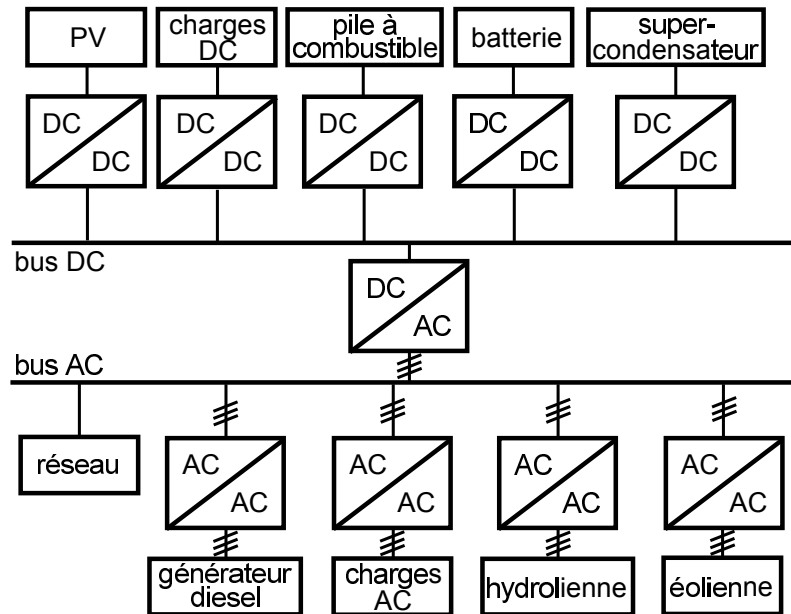 PV
charges
DC
pile à
combustible
batterie
super-
condensateur
DC
DC
DC
DC
DC
DC
DC
DC
DC
DC
bus DC
DC
AC
bus AC
réseau
AC
AC
AC
AC
AC
AC
AC
AC
générateur
diesel
charges
AC
hydrolienne
éolienne